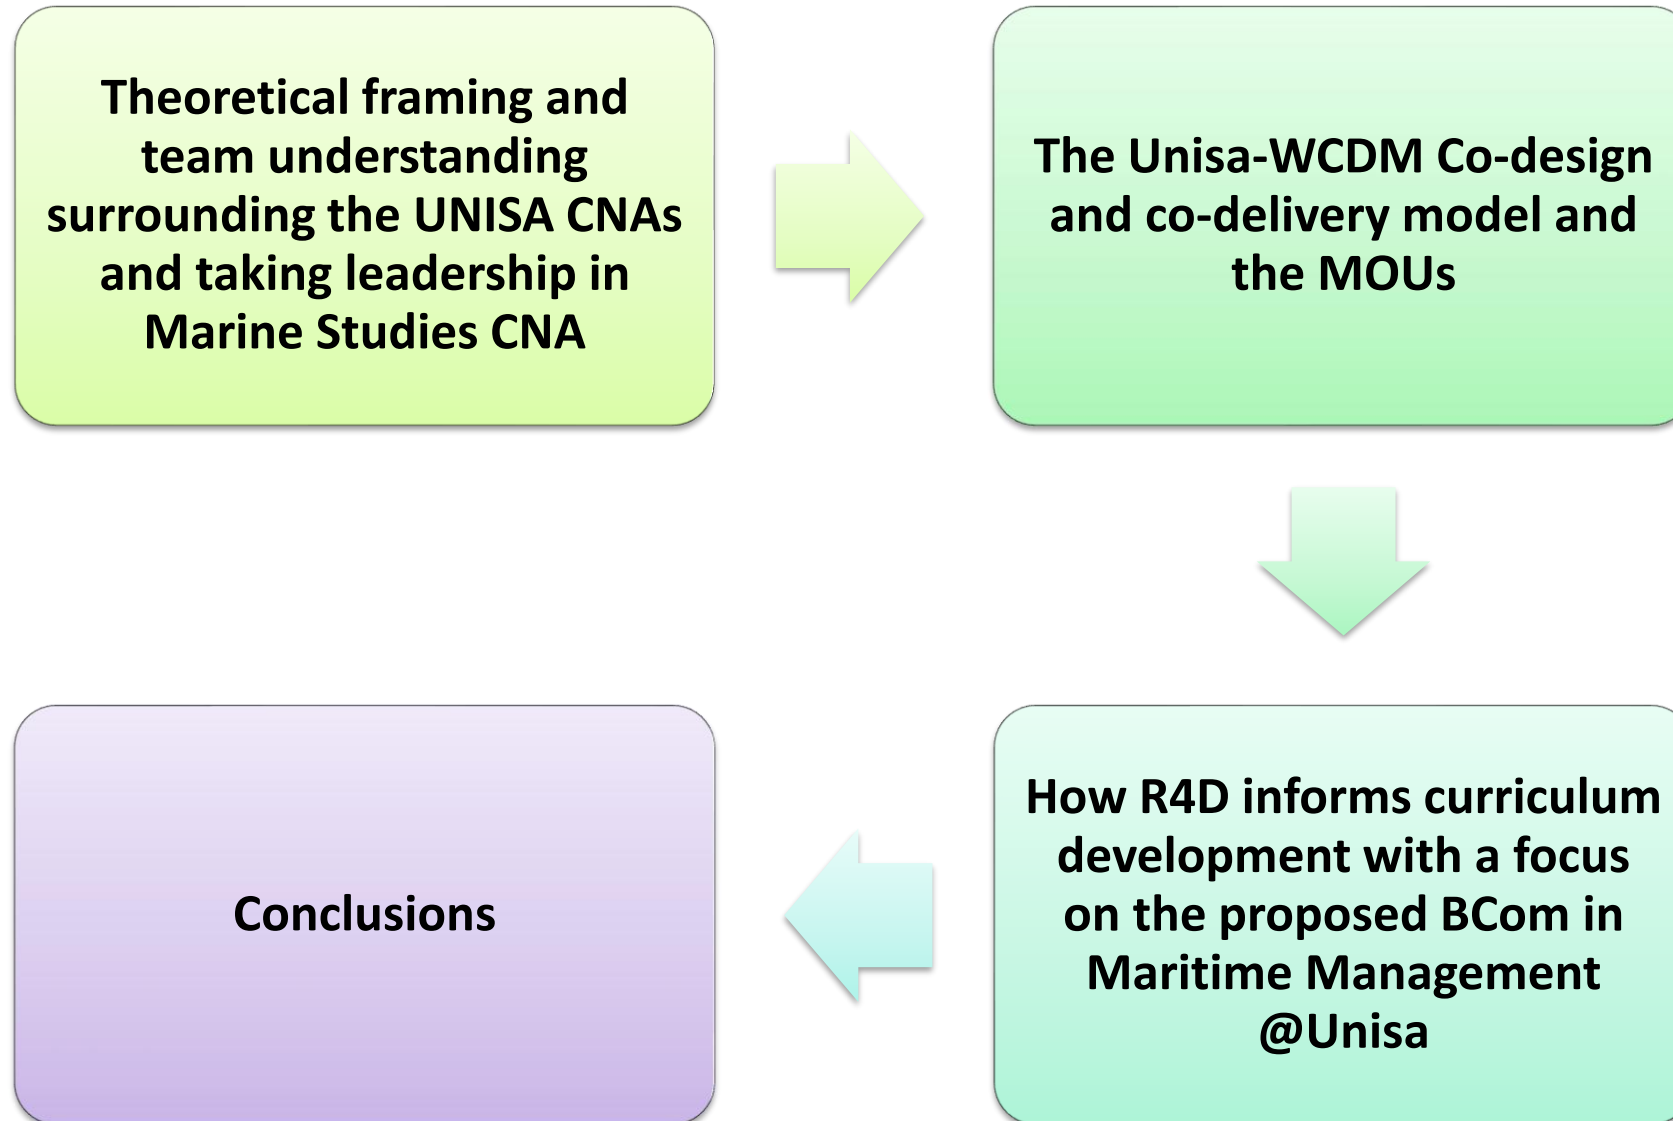 Theoretical framing and
team understanding
surrounding the UNISA CNAs
and taking leadership in
Marine Studies CNA
The Unisa-WCDM Co-design
and co-delivery model and
the MOUs
How R4D informs curriculum
development with a focus
on the proposed BCom in
Maritime Management
@Unisa
Conclusions